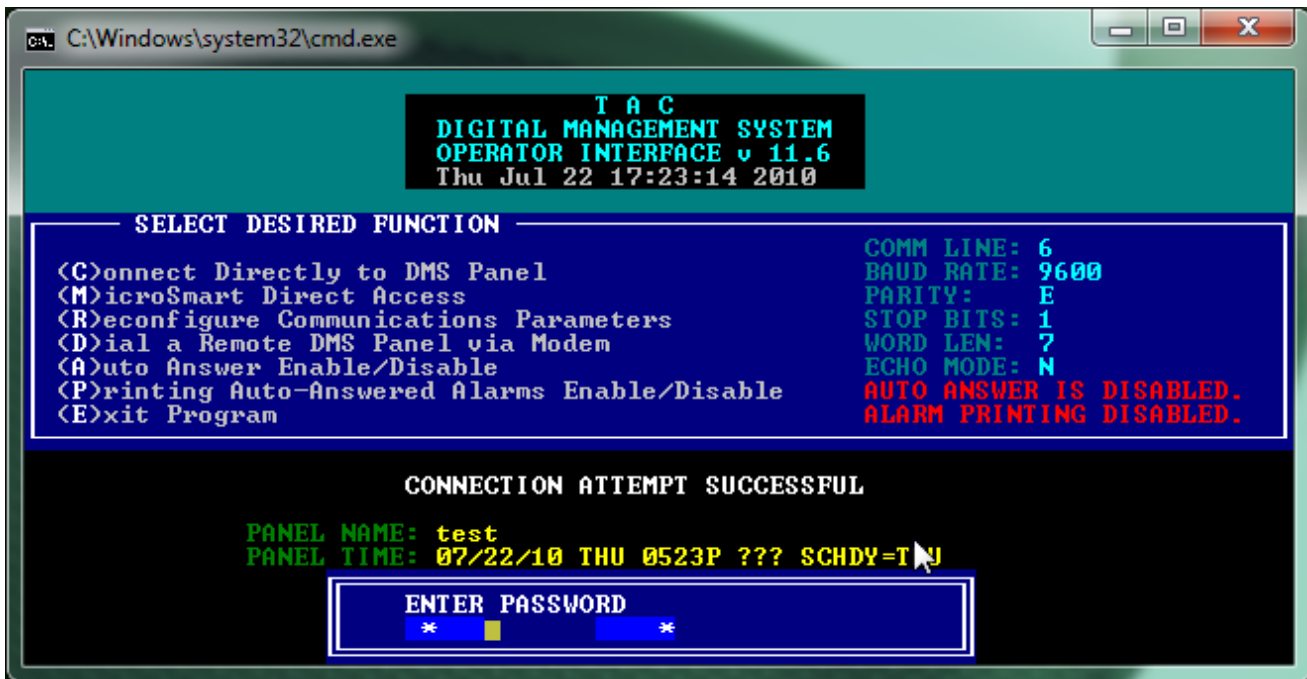 C:\Windows\system32\cmd.exe
T A C
DIGITAL MANAGEMENT SYSTEM
OPERATOR INTERFACE v 11.6
Thu Jul 22 17:23:14 2010
SELECT DESIRED FUNCTION
(C)onnect Directly to DMS Panel
(M)icroSmart Direct Access
(R)econfigure Communications Parameters
(D)ial a Remote DMS Panel via Modem
(A)uto Answer Enable/Disable
(P)rinting Auto-Answered Alarms Enable/Disable
(E)xit Program
COMM LINE: 6
BAUD RATE: 9600
PARITY: E
STOP BITS: 1
WORD LEN: 7
ECHO MODE: N
AUTO ANSWER IS DISABLED.
ALARM PRINTING DISABLED.
CONNECTION ATTEMPT SUCCESSFUL
PANEL NAME: test
PANEL TIME: 07/22/10 THU 0523P ???
ENTER PASSWORD
* *